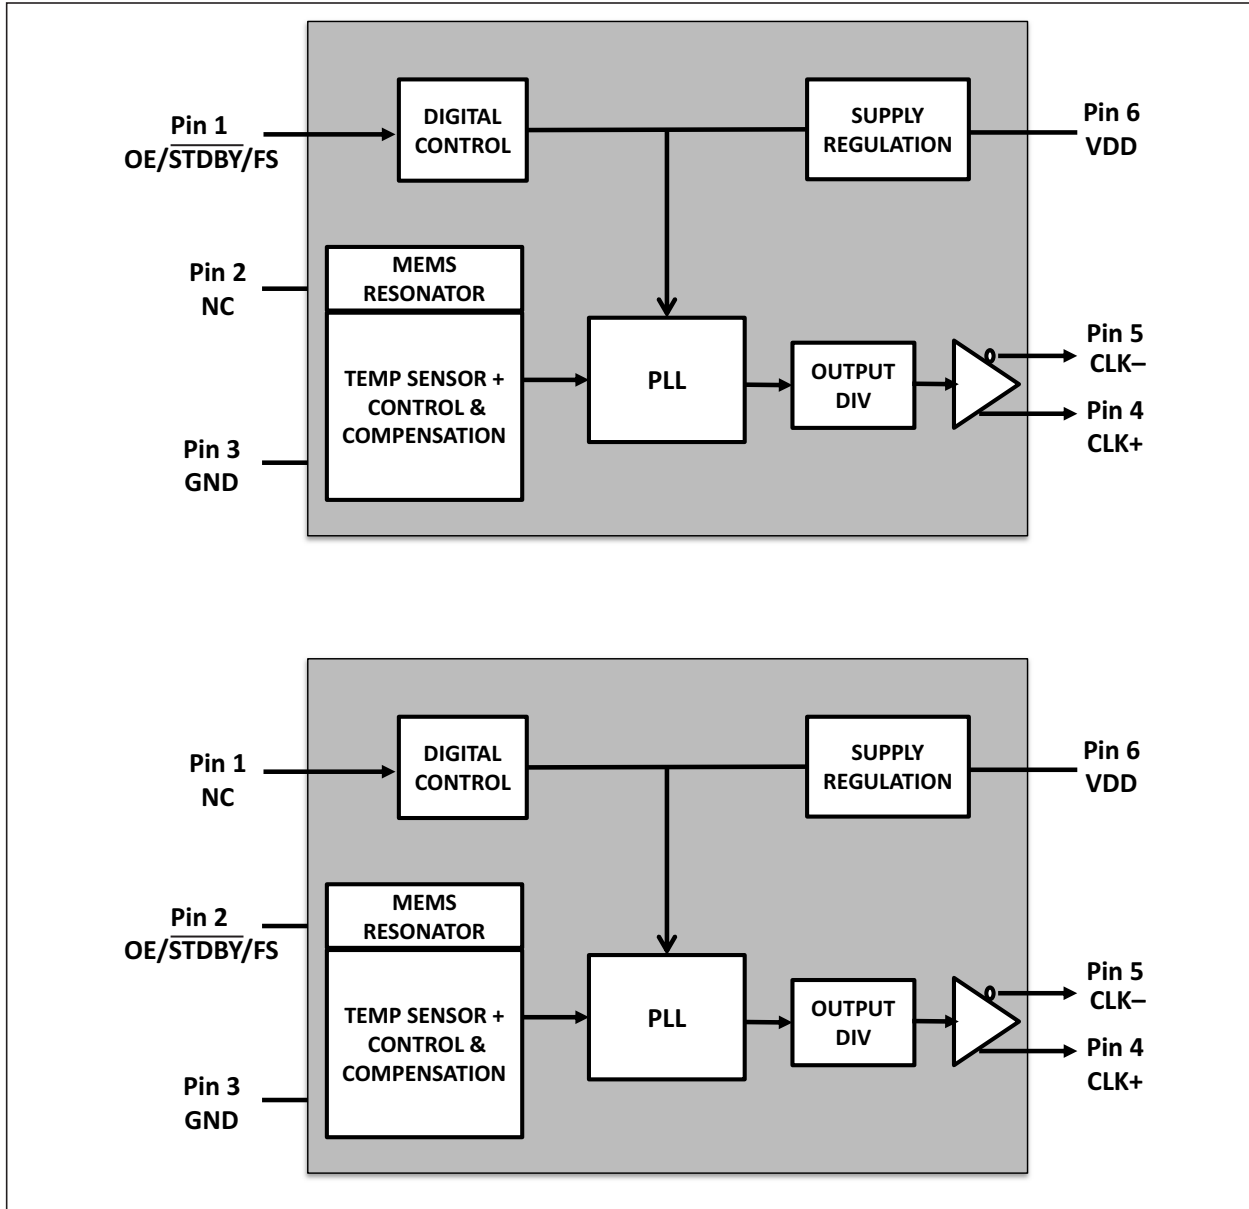 Pin 1
OE/STDBY/FS
DIGITAL
CONTROL
SUPPLY
REGULATION
Pin 6
VDD
Pin 2
NC
MEMS
RESONATOR
TEMP SENSOR +
CONTROL &
COMPENSATION
Pin 3
GND
PLL
OUTPUT
DIV
Pin 5
CLK–
Pin 4
CLK+
Pin 1
NC
DIGITAL
CONTROL
SUPPLY
REGULATION
Pin 6
VDD
Pin 2
OE/STDBY/FS
MEMS
RESONATOR
TEMP SENSOR +
CONTROL &
COMPENSATION
Pin 3
GND
PLL
OUTPUT
DIV
Pin 5
CLK–
Pin 4
CLK+